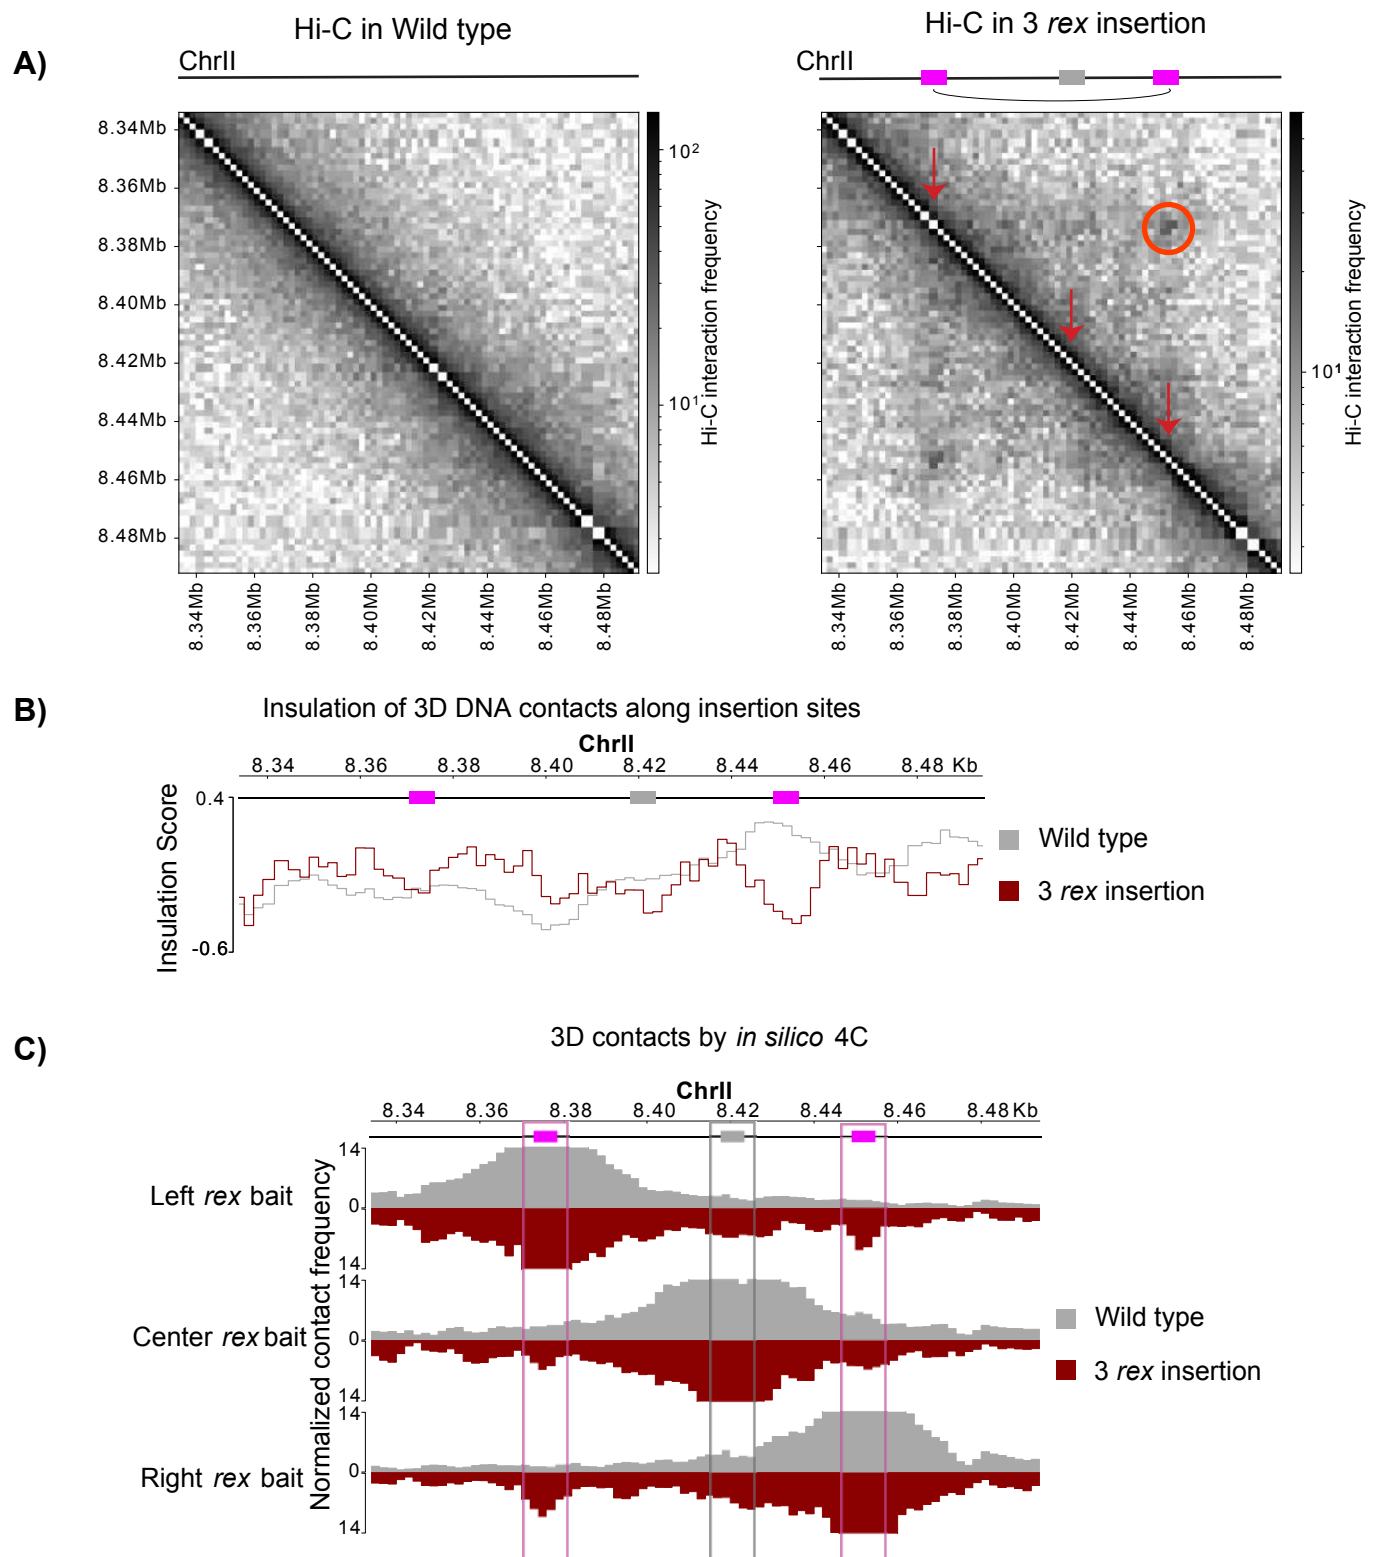 A)
Hi-C in Wild type
ChrII
8.34Mb
8.36Mb
8.38Mb
8.40Mb
8.42Mb
8.44Mb
8.46Mb
8.48Mb
8.34Mb 8.36Mb 8.38Mb 8.40Mb 8.42Mb 8.44Mb 8.46Mb 8.48Mb
10²
10¹
Hi-C interaction frequency
Hi-C in 3 rex insertion
ChrII
8.34Mb 8.36Mb 8.38Mb 8.40Mb 8.42Mb 8.44Mb 8.46Mb 8.48Mb
10¹
Hi-C interaction frequency
B)
Insulation of 3D DNA contacts along insertion sites
ChrII
8.34 8.36 8.38 8.40 8.42 8.44 8.46 8.48 Kb
0.4
-0.6
Insulation Score
Wild type
3 rex insertion
C)
3D contacts by in silico 4C
ChrII
8.34 8.36 8.38 8.40 8.42 8.44 8.46 8.48 Kb
Normalized contact frequency
14
Left rex bait
0
14
14
Center rex bait
0
14
14
Right rex bait
0
14
Wild type
3 rex insertion